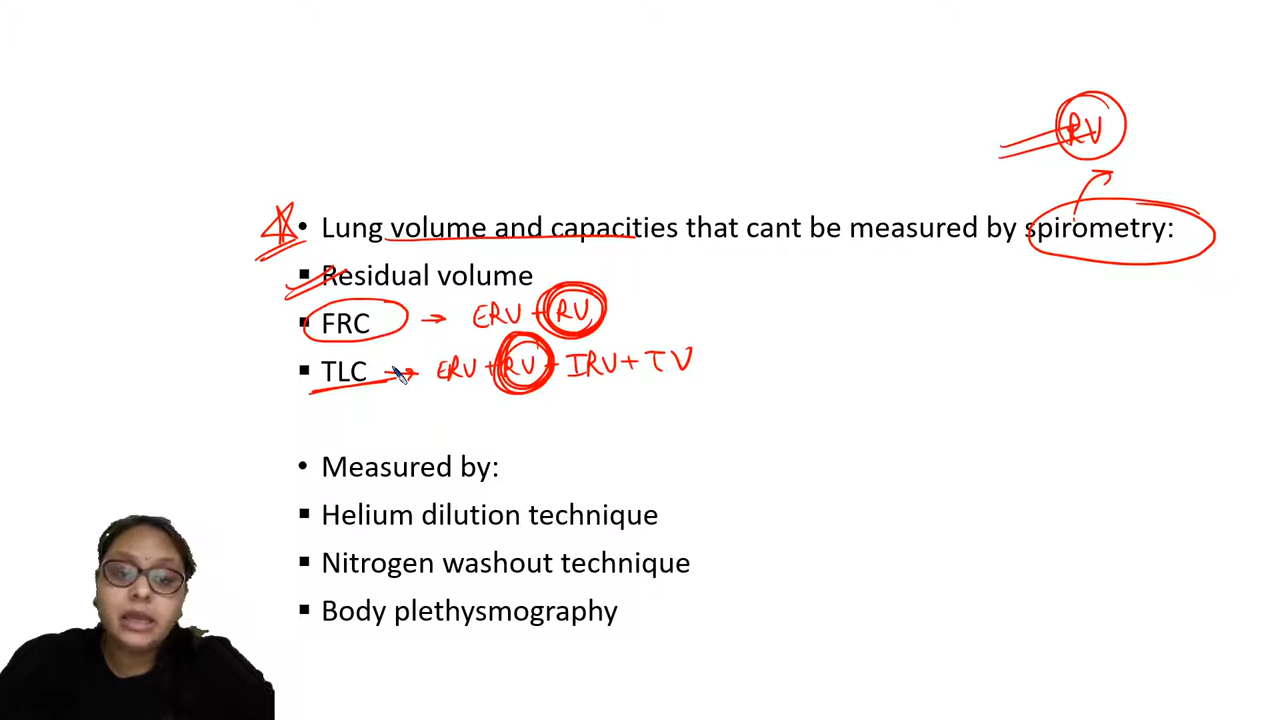 RV
• Lung volume and capacities that cant be measured by spirometry:
▪ Residual volume
▪ FRC → ERV + RV
▪ TLC → ERV + RV + IRV + TV
• Measured by:
▪ Helium dilution technique
▪ Nitrogen washout technique
▪ Body plethysmography